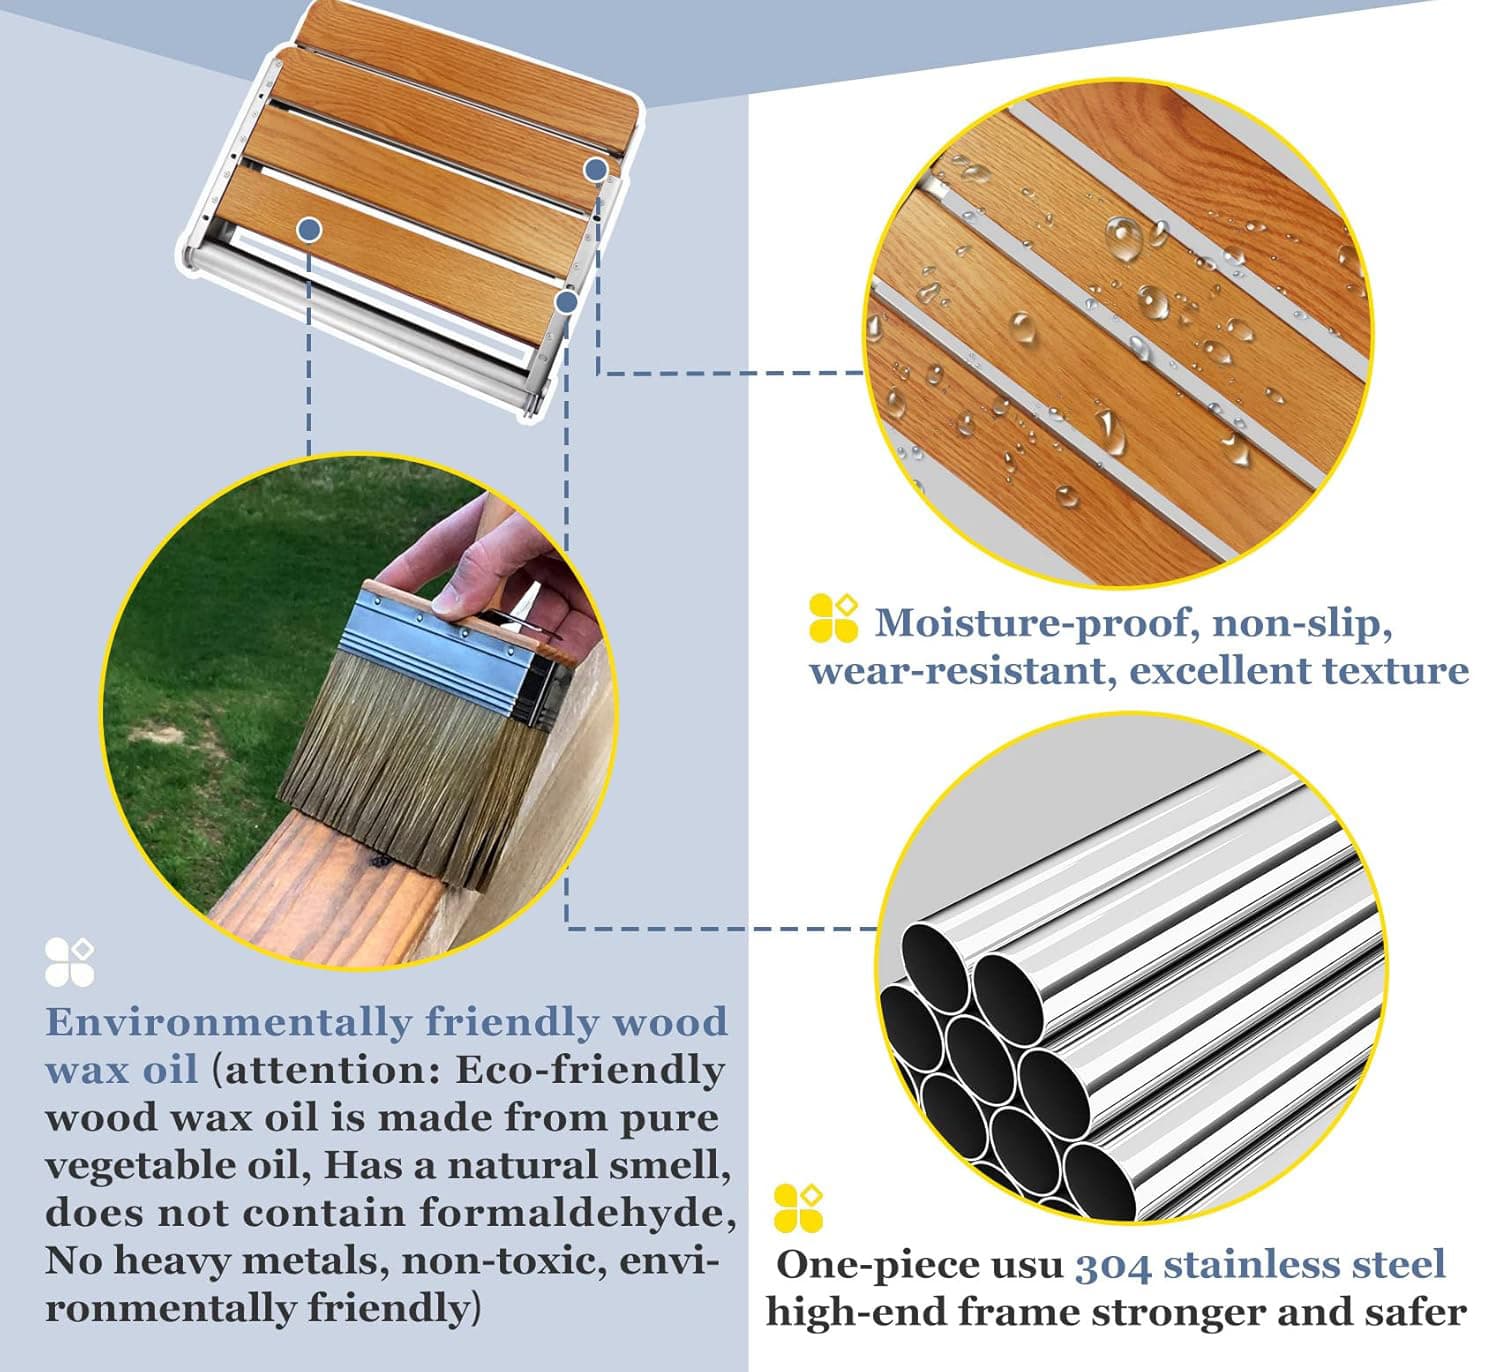 Moisture-proof, non-slip,
wear-resistant, excellent texture
Environmentally friendly wood
wax oil (attention: Eco-friendly
wood wax oil is made from pure
vegetable oil, Has a natural smell,
does not contain formaldehyde,
No heavy metals, non-toxic, envi-
ronmentally friendly)
One-piece usu 304 stainless steel
high-end frame stronger and safer